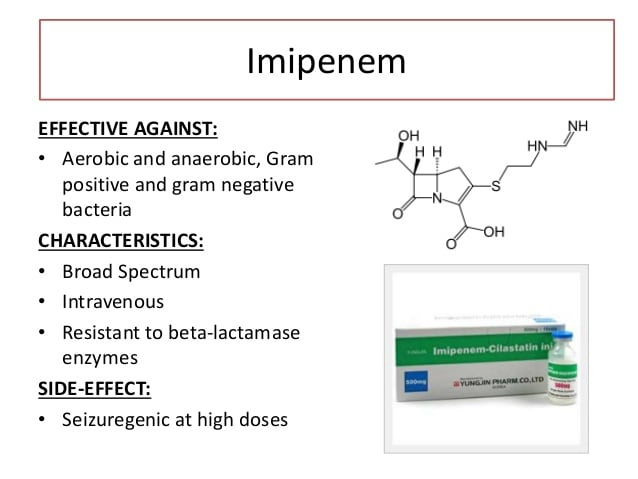 Imipenem
EFFECTIVE AGAINST:
• Aerobic and anaerobic, Gram
positive and gram negative
bacteria
CHARACTERISTICS:
• Broad Spectrum
• Intravenous
• Resistant to beta-lactamase
enzymes
SIDE-EFFECT:
• Seizuregenic at high doses
OH
H H
HN
NH
S
N
O
OH
O
Imipenem-Cilastatin inj
500mg
YUNGJIN PHARM.CO.,LTD
500mg